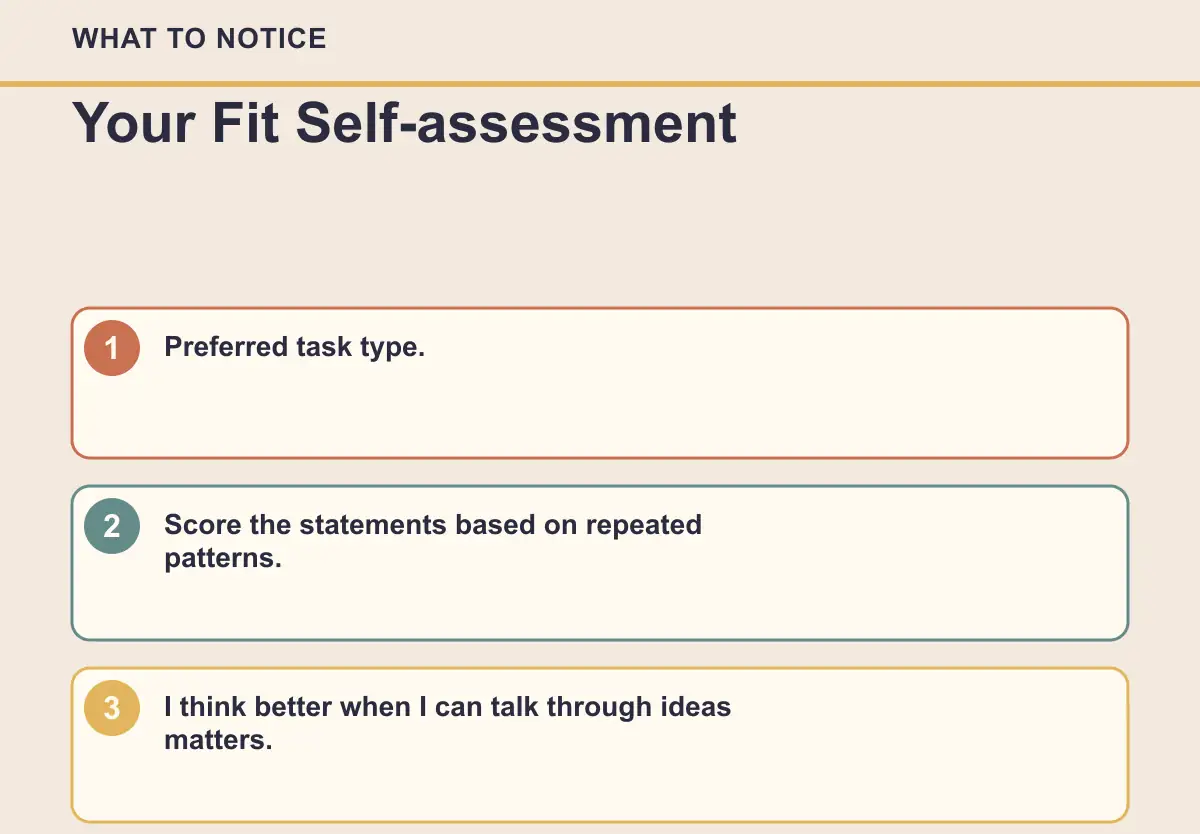 WHAT TO NOTICE
Your Fit Self-assessment
1
Preferred task type.
2
Score the statements based on repeated
patterns.
3
I think better when I can talk through ideas
matters.